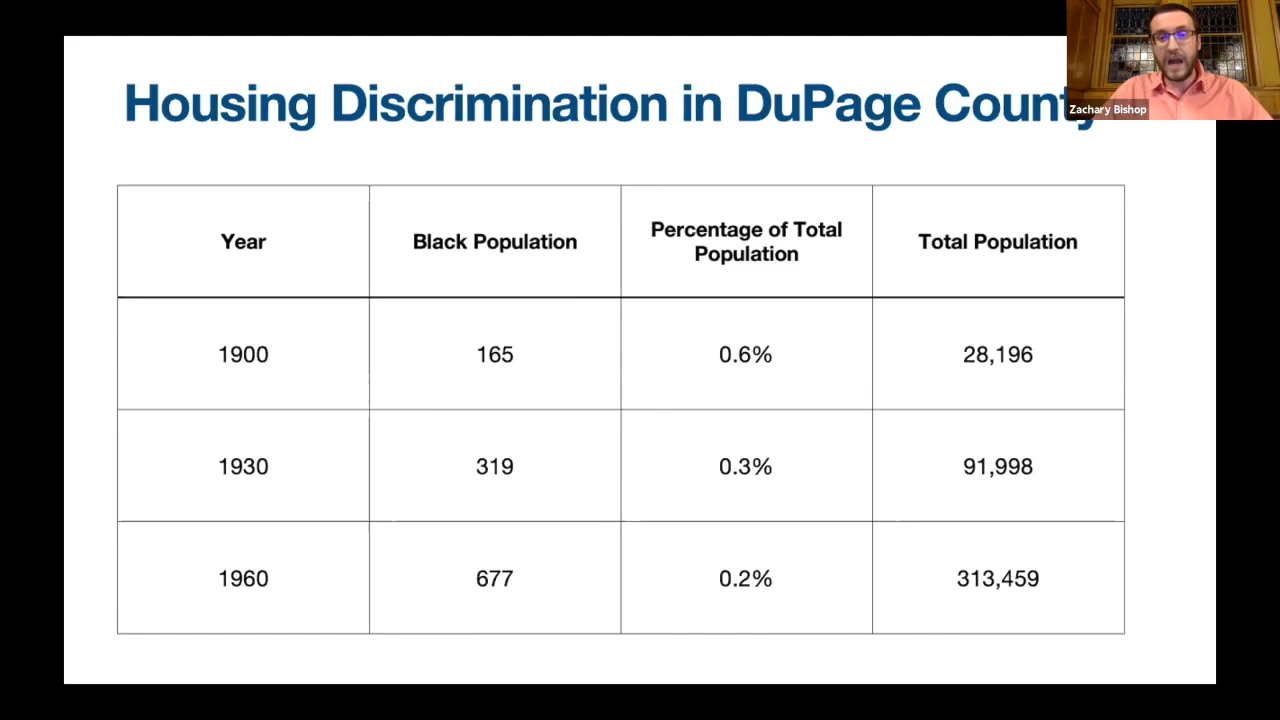 Housing Discrimination in DuPage County
Zachary Bishop
Year Black Population Percentage of Total Population Total Population
1900 165 0.6% 28,196
1930 319 0.3% 91,998
1960 677 0.2% 313,459